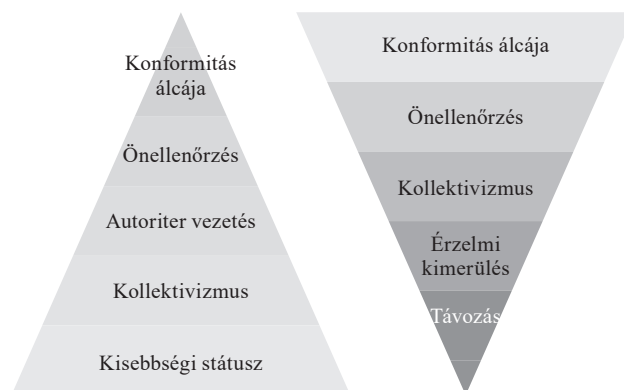 Konformitás
álcája
Önellenőrzés
Autoriter vezetés
Kollektivizmus
Kisebbségi státusz
Konformitás álcája
Önellenőrzés
Kollektivizmus
Érzelmi
kimerülés
Távozás